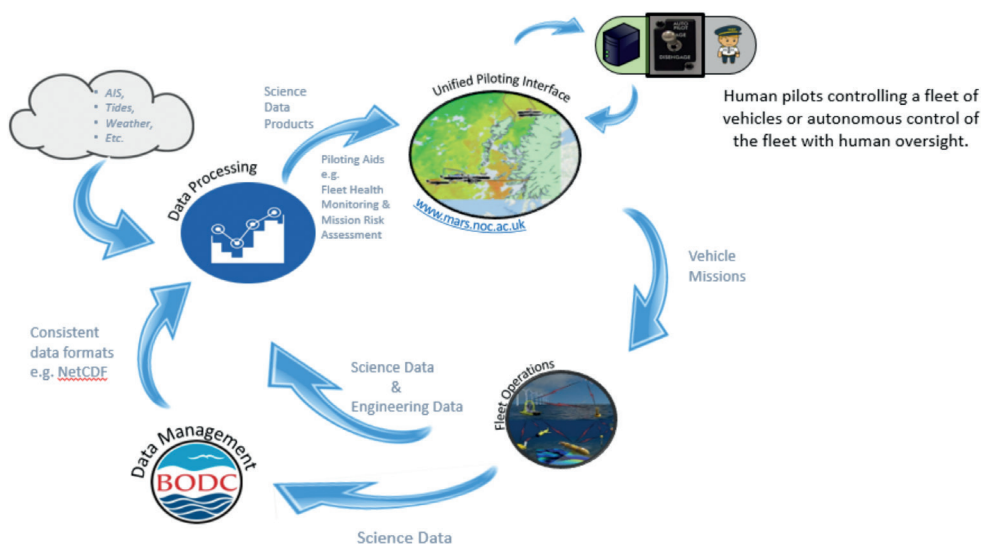 AIS,
Tides,
Weather,
Etc.
Science
Data
Products
Unified Piloting Interface
AUTO
PILOT
DISENGAGE
Human pilots controlling a fleet of
vehicles or autonomous control of
the fleet with human oversight.
Data Processing
Piloting Aids
e.g.
Fleet Health
Monitoring &
Mission Risk
Assessment
www.mars.noc.ac.uk
Vehicle
Missions
Consistent
data formats
e.g. NetCDF
Science Data
&
Engineering Data
Fleet Operations
Data Management
BODC
Science Data